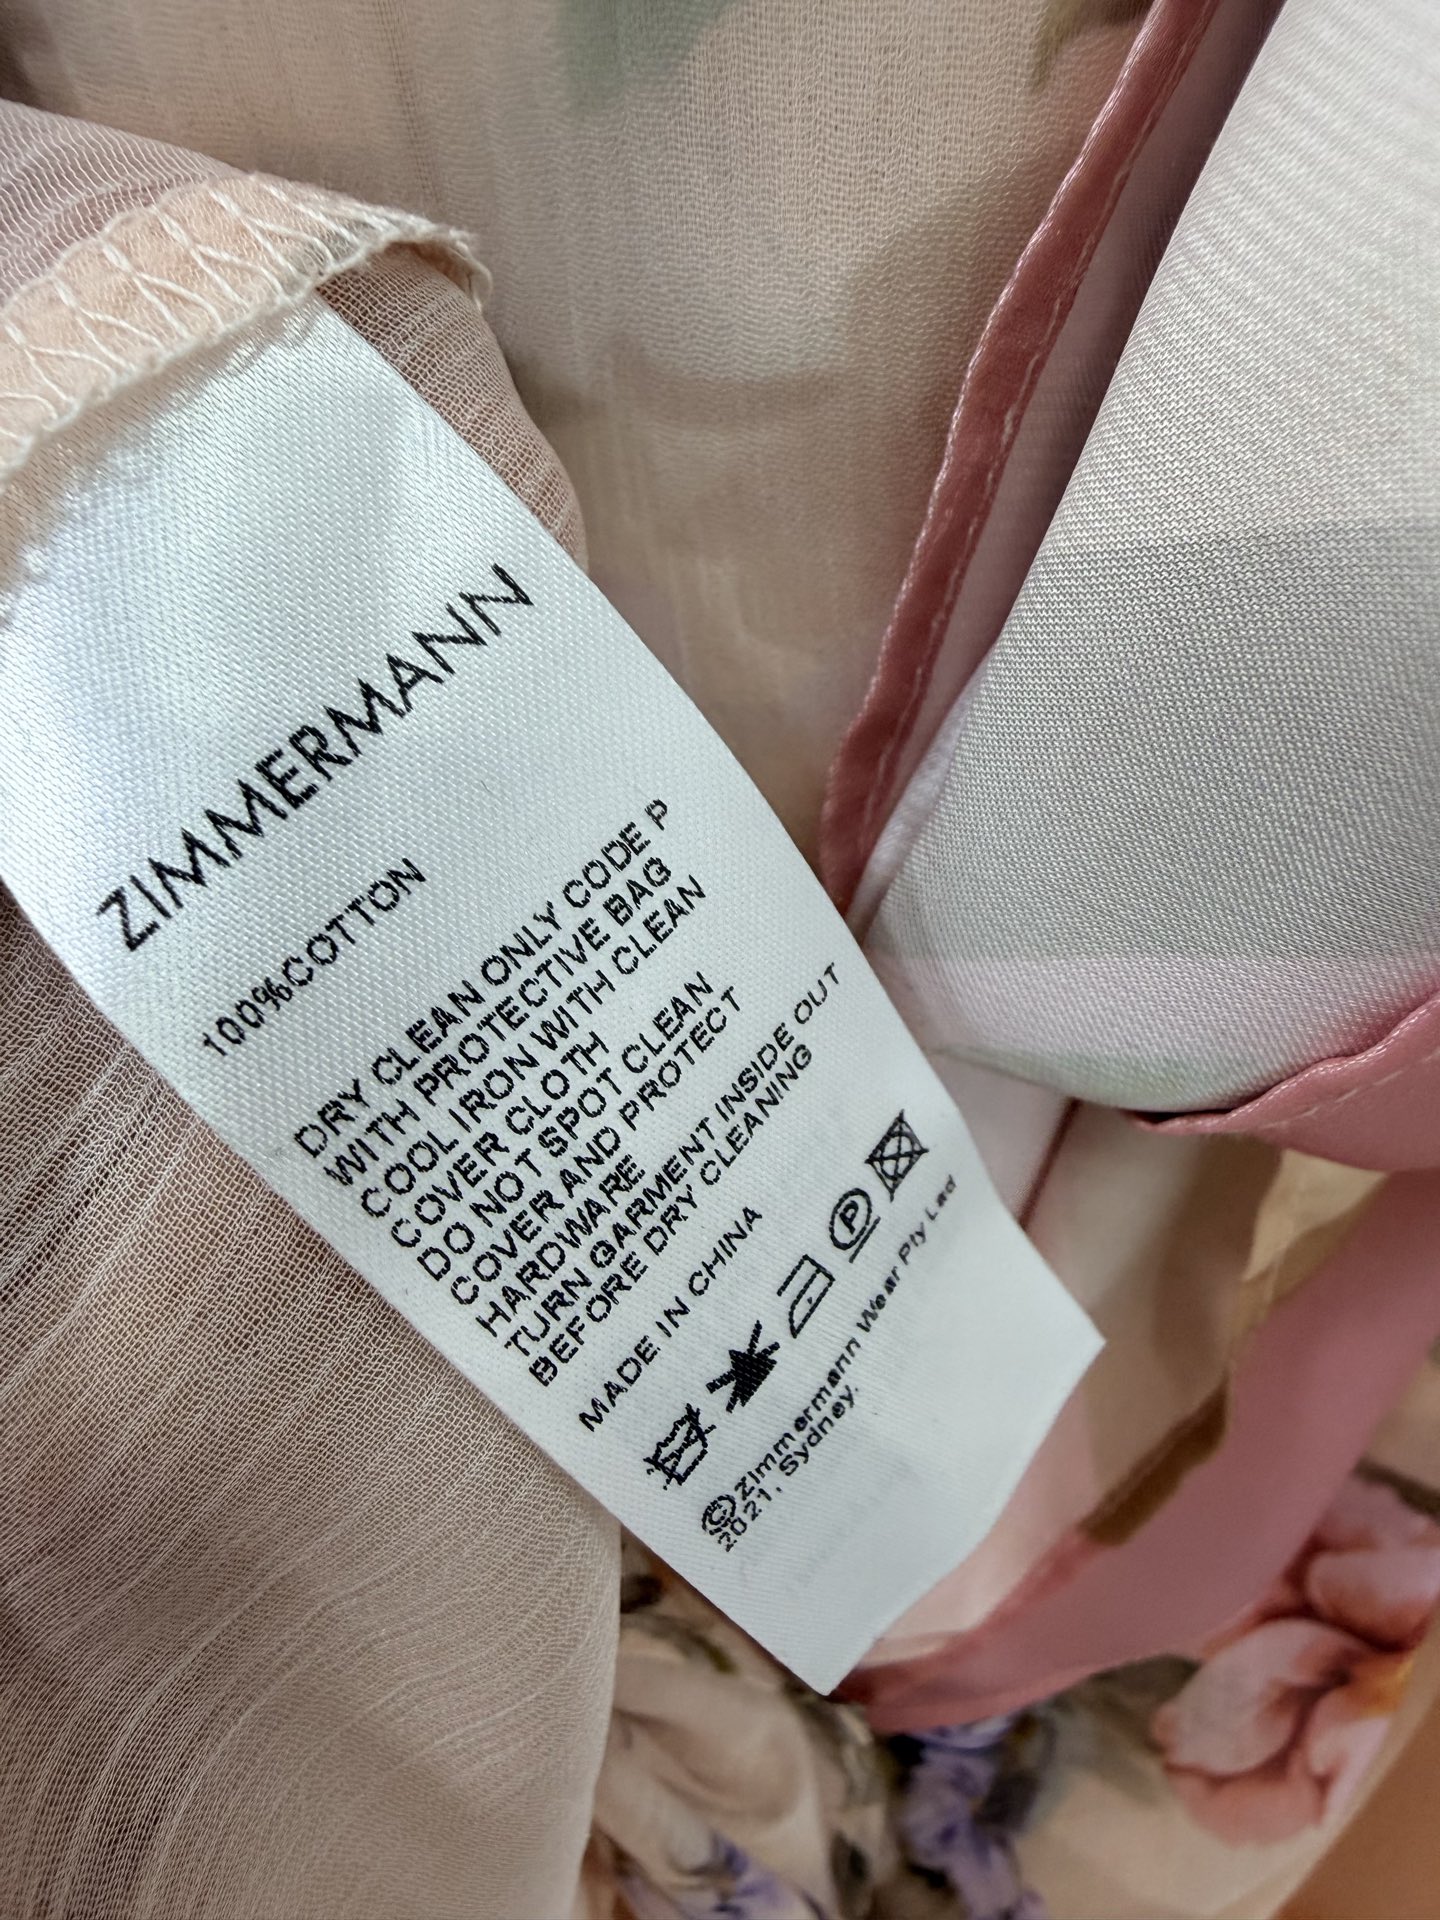 ZIMMERMANN
100%COTTON
DRY CLEAN ONLY CODE P
WITH PROTECTIVE BAG
COOL IRON WITH CLEAN
COVER CLOTH
DO NOT SPOT CLEAN
COVER AND PROTECT
HARDWARE
TURN GARMENT INSIDE OUT
BEFORE DRY CLEANING
MADE IN CHINA
P
©Zimmermann Wear Pty Lad
2021. Sydney.